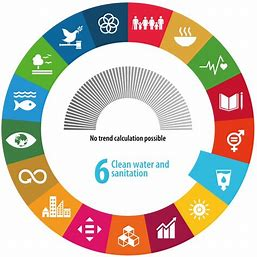 No trend calculation possible
6 Clean water and
sanitation